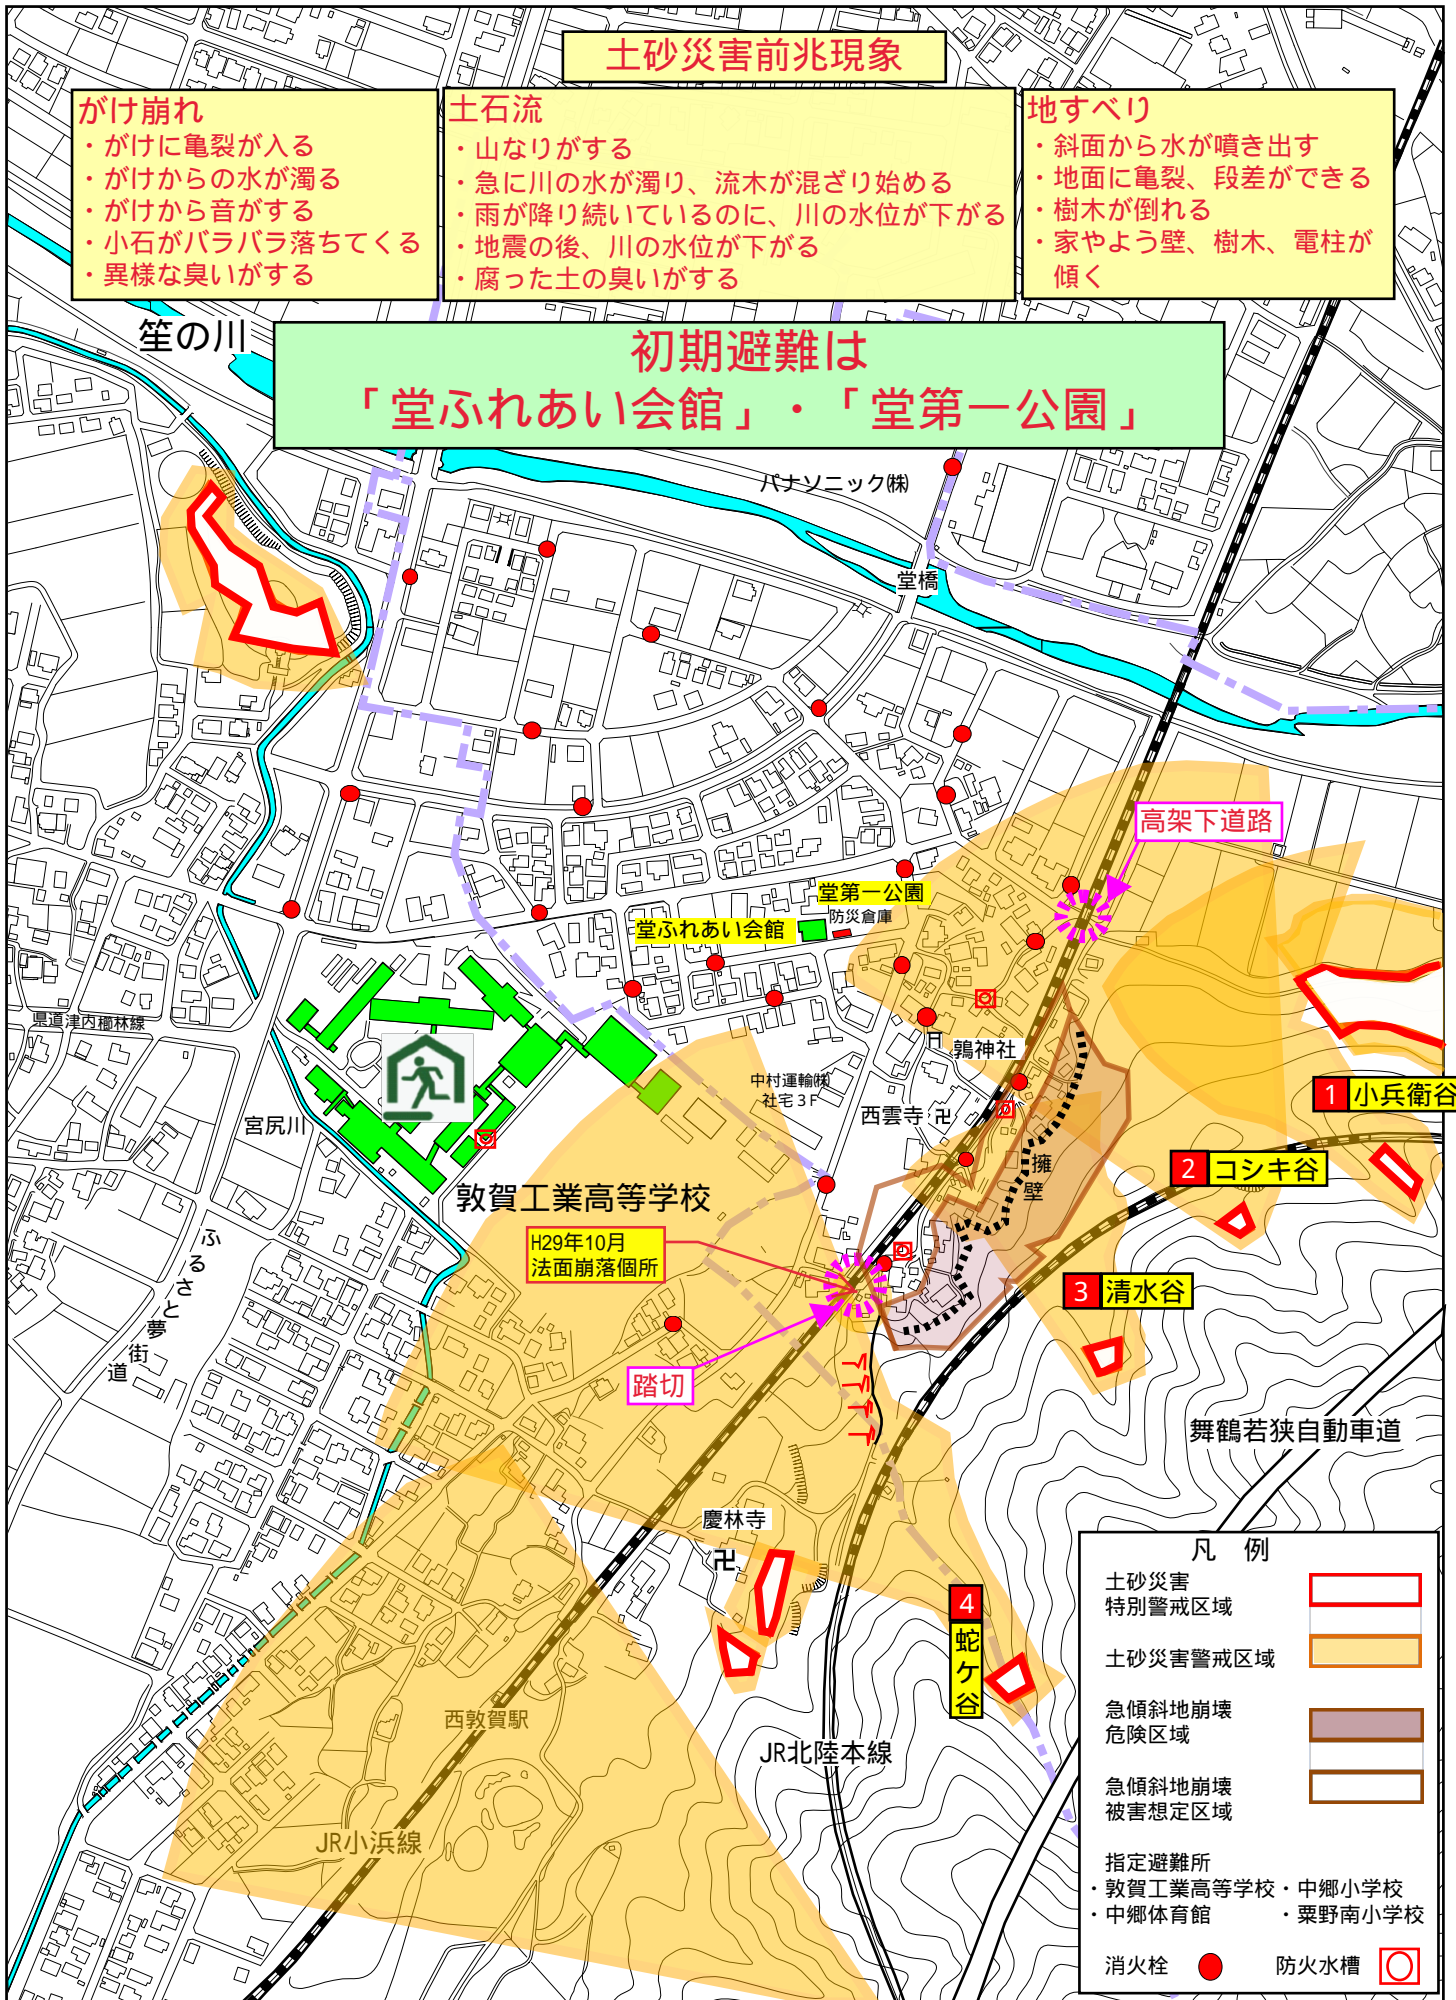 土砂災害前兆現象
がけ崩れ
・がけに亀裂が入る
・がけからの水が濁る
・がけから音がする
・小石がバラバラ落ちてくる
・異様な臭いがする
土石流
・山なりがする
・急に川の水が濁り、流木が混ざり始める
・雨が降り続いているのに、川の水位が下がる
・地震の後、川の水位が下がる
・腐った土の臭いがする
地すべり
・斜面から水が噴き出す
・地面に亀裂、段差ができる
・樹木が倒れる
・家やよう壁、樹木、電柱が
傾く
笙の川
初期避難は
「堂ふれあい会館」・「堂第一公園」
パナソニック㈱
堂橋
高架下道路
堂第一公園
防災倉庫
堂ふれあい会館
県道津内櫛林線
鶉神社
中村運輸㈱
社宅3F
西雲寺
卍
宮尻川
1 小兵衛谷
2 コシキ谷
擁壁
敦賀工業高等学校
H29年10月
法面崩落個所
3 清水谷
ふるさと夢街道
踏切
舞鶴若狭自動車道
慶林寺
卍
4 蛇ケ谷
西敦賀駅
JR北陸本線
JR小浜線
凡 例
土砂災害
特別警戒区域
土砂災害警戒区域
急傾斜地崩壊
危険区域
急傾斜地崩壊
被害想定区域
指定避難所
・敦賀工業高等学校・中郷小学校
・中郷体育館 ・粟野南小学校
消火栓 防火水槽